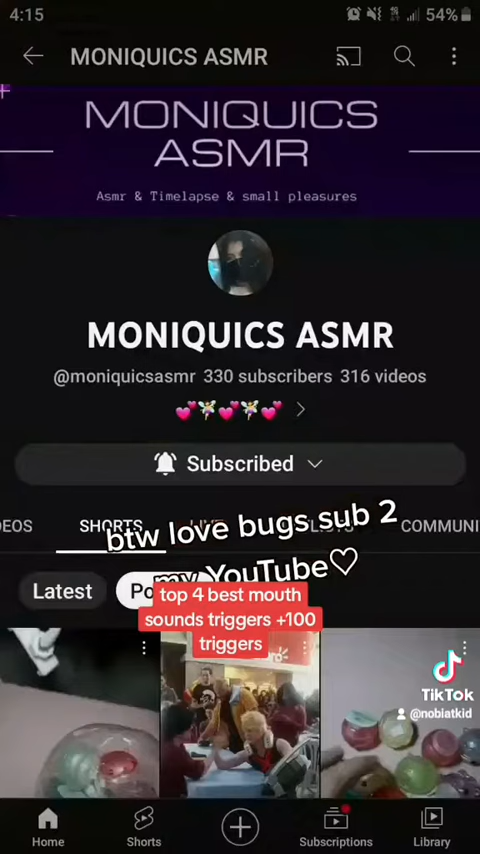 4:15
54%
MONIQUICS ASMR
MONIQUICS
ASMR
Asmr & Timelapse & small pleasures
MONIQUICS ASMR
@moniquicsasmr 330 subscribers 316 videos
💕🧚💕🧚💕
Subscribed
SHORTS
COMMUNI
btw love bugs sub 2
my YouTube♡
Latest
Po
top 4 best mouth
sounds triggers +100
triggers
TikTok
@nobiatkid
Home
Shorts
Subscriptions
Library